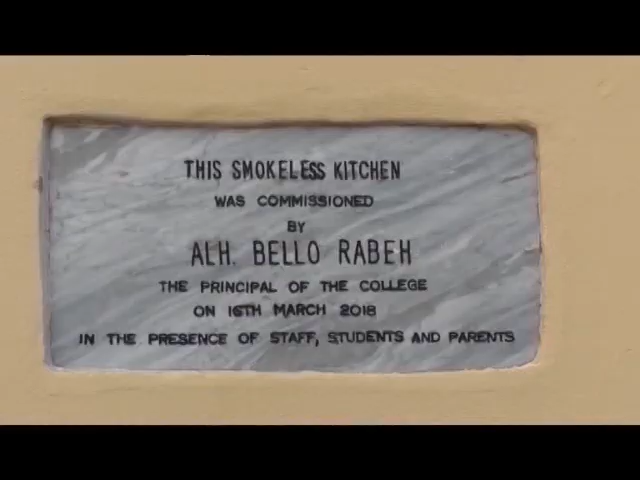 THIS SMOKELESS KITCHEN
WAS COMMISSIONED
BY
ALH. BELLO RABEH
THE PRINCIPAL OF THE COLLEGE
ON 16TH MARCH 2018
IN THE PRESENCE OF STAFF, STUDENTS AND PARENTS